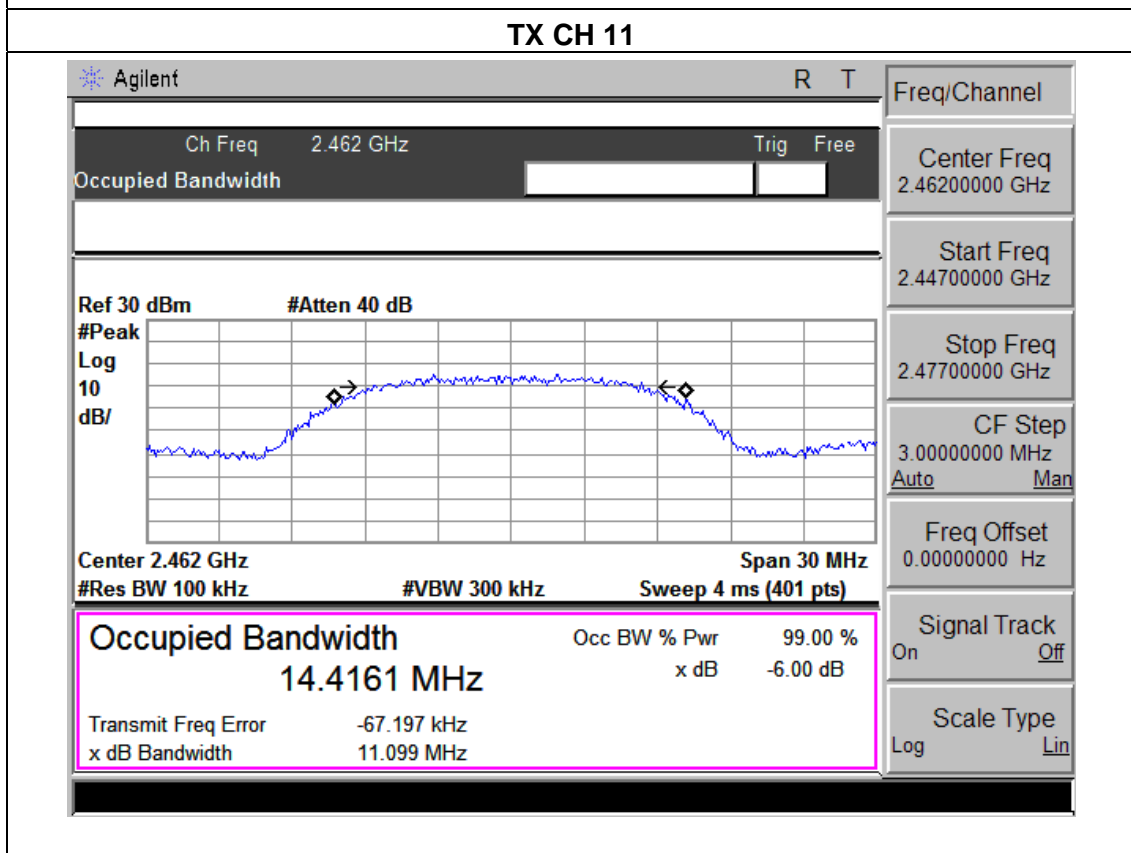 TX CH 11
Agilent R T
Freq/Channel
Ch Freq 2.462 GHz Trig Free
Occupied Bandwidth
Center Freq
2.46200000 GHz
Start Freq
2.44700000 GHz
Ref 30 dBm #Atten 40 dB
#Peak
Log
10
dB/
Stop Freq
2.47700000 GHz
CF Step
3.00000000 MHz
Auto Man
Freq Offset
0.00000000 Hz
Center 2.462 GHz Span 30 MHz
#Res BW 100 kHz #VBW 300 kHz Sweep 4 ms (401 pts)
Occupied Bandwidth Occ BW % Pwr 99.00 %
14.4161 MHz x dB -6.00 dB
Transmit Freq Error -67.197 kHz
x dB Bandwidth 11.099 MHz
Signal Track
On Off
Scale Type
Log Lin